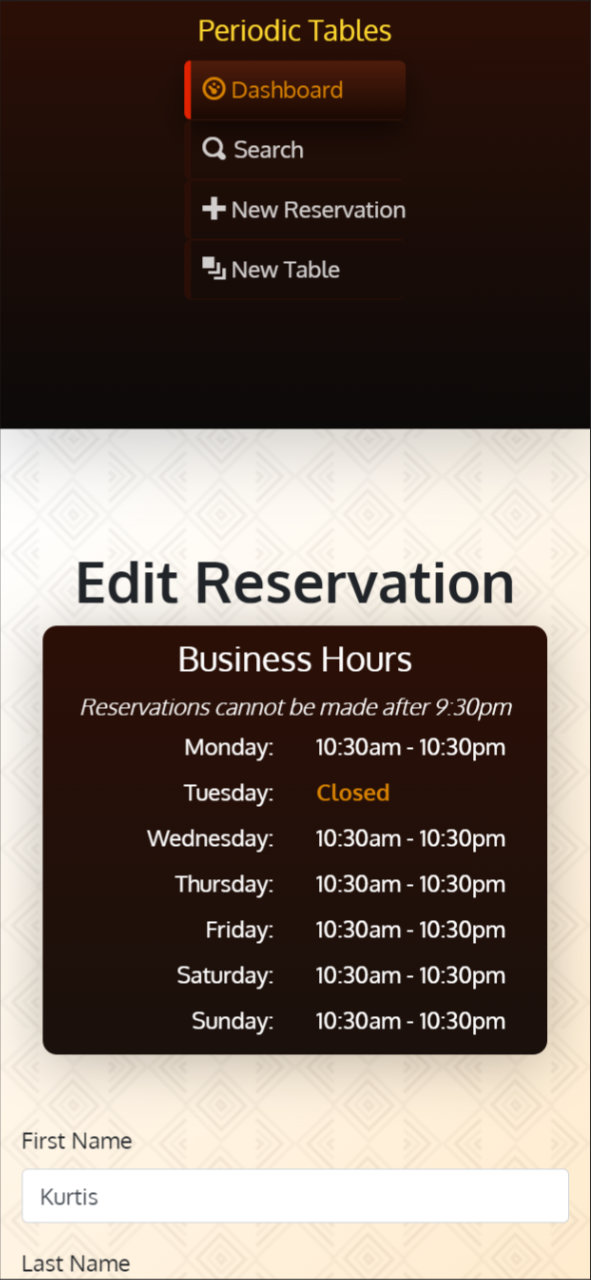 Periodic Tables
Dashboard
Search
New Reservation
New Table
Edit Reservation
Business Hours
Reservations cannot be made after 9:30pm
Monday: 10:30am - 10:30pm
Tuesday: Closed
Wednesday: 10:30am - 10:30pm
Thursday: 10:30am - 10:30pm
Friday: 10:30am - 10:30pm
Saturday: 10:30am - 10:30pm
Sunday: 10:30am - 10:30pm
First Name
Kurtis
Last Name